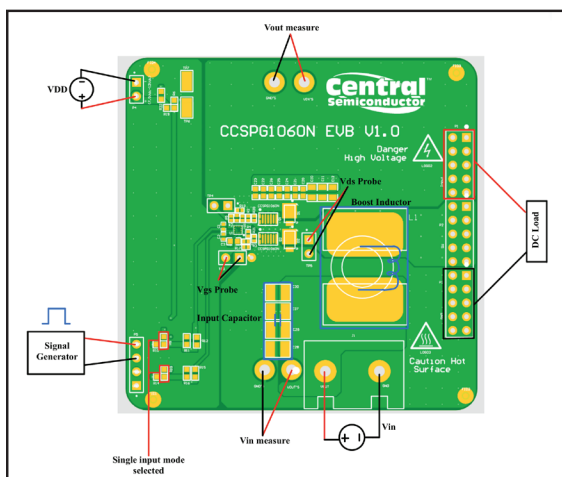 Vout measure
VDD
Central™
Semiconductor
CCSPG1060N EVB V1.0
Danger
High Voltage
Vds Probe
Boost Inductor
L1
DC Load
Vgs Probe
Input Capacitor
Signal
Generator
Caution Hot
Surface
Vin measure
Vin
Single input mode
selected